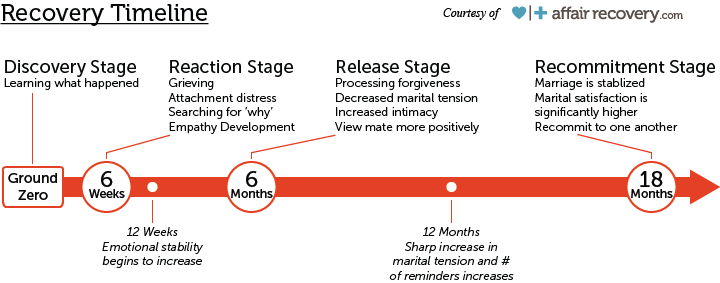 Recovery Timeline
Courtesy of
affair recovery.com
Discovery Stage
Learning what happened
Reaction Stage
Grieving
Attachment distress
Searching for 'why'
Empathy Development
Release Stage
Processing forgiveness
Decreased marital tension
Increased intimacy
View mate more positively
Recommitment Stage
Marriage is stablized
Marital satisfaction is
significantly higher
Recommit to one another
Ground
Zero
6
Weeks
6
Months
18
Months
12 Weeks
Emotional stability
begins to increase
12 Months
Sharp increase in
marital tension and #
of reminders increases